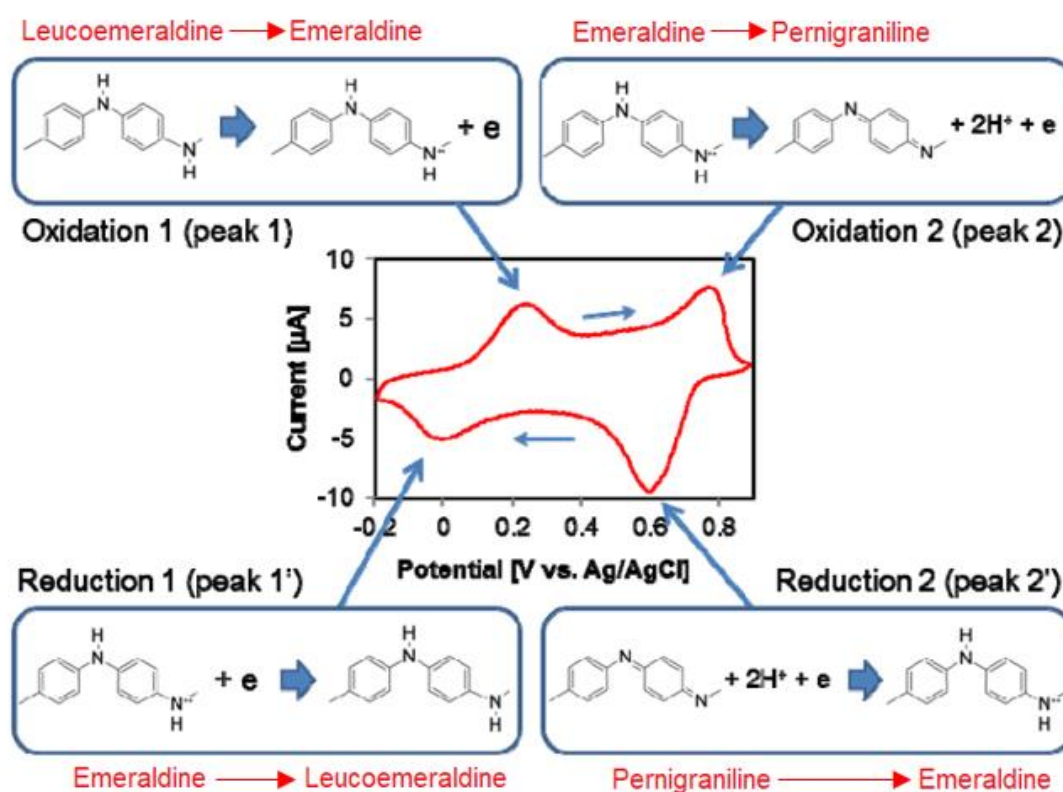 Leucoemeraldine → Emeraldine
Emeraldine → Pernigraniline
H
N
N
H
H
N
N
H
+ e
H
N
N
H
N
N
+ 2H⁺ + e
Oxidation 1 (peak 1)
Oxidation 2 (peak 2)
10
5
0
-5
-10
Current [µA]
-0.2 0 0.2 0.4 0.6 0.8
Potential [V vs. Ag/AgCl]
Reduction 1 (peak 1')
Reduction 2 (peak 2')
H
N
N
H
+ e
H
N
N
H
N
N
+ 2H⁺ + e
H
N
N
H
Emeraldine → Leucoemeraldine
Pernigraniline → Emeraldine